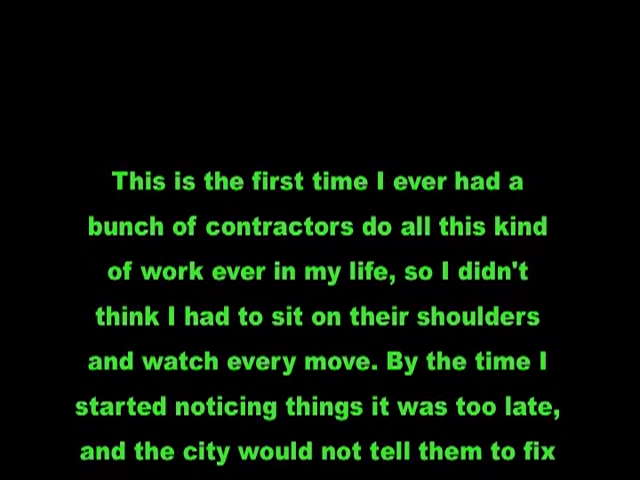 This is the first time I ever had a
bunch of contractors do all this kind
of work ever in my life, so I didn't
think I had to sit on their shoulders
and watch every move. By the time I
started noticing things it was too late,
and the city would not tell them to fix